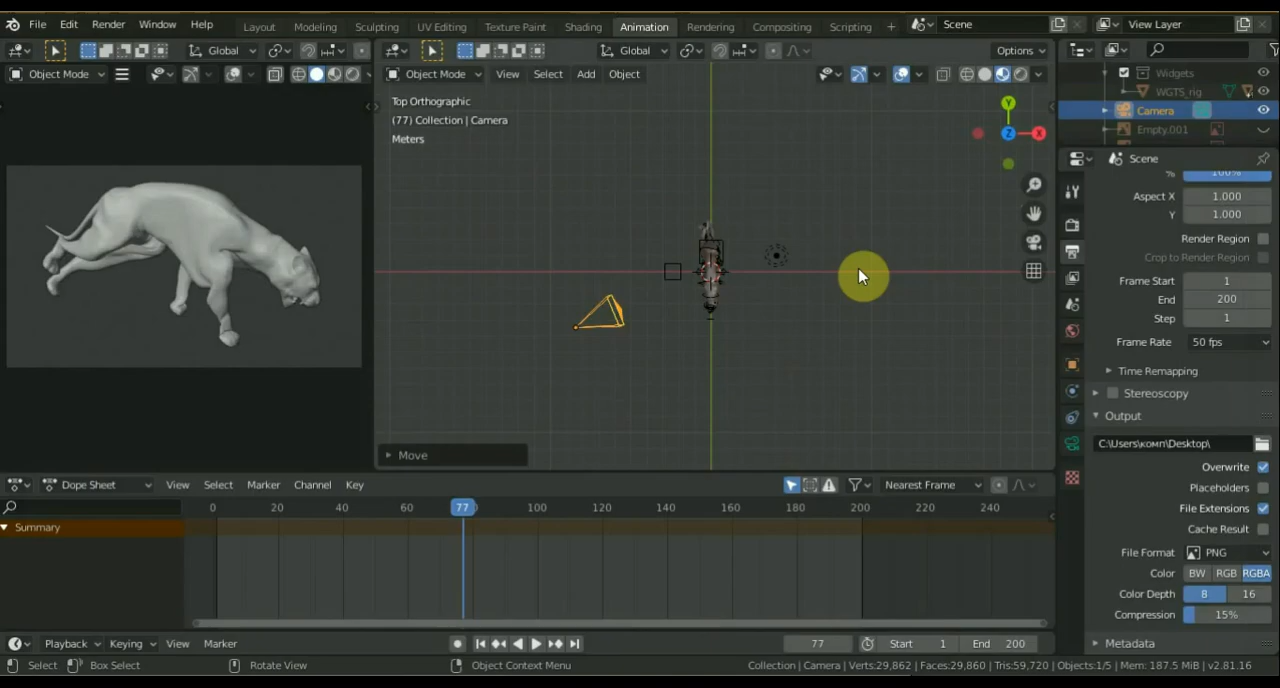 File Edit Render Window Help Layout Modeling Sculpting UV Editing Texture Paint Shading Animation Rendering Compositing Scripting + Scene View Layer
Global Global Options
Object Mode Object Mode View Select Add Object
Widgets
WGTS_rig
Camera
Empty.001
Top Orthographic
(77) Collection | Camera
Meters
Y
Z
X
Scene
% 100%
Aspect X 1.000
Y 1.000
Render Region
Crop to Render Region
Frame Start 1
End 200
Step 1
Frame Rate 50 fps
Time Remapping
Stereoscopy
Output
C:\Users\комп\Desktop\
Overwrite
Placeholders
File Extensions
Cache Result
File Format PNG
Color BW RGB RGBA
Color Depth 8 16
Compression 15%
Metadata
Move
Dope Sheet View Select Marker Channel Key Nearest Frame
0 20 40 60 77 100 120 140 160 180 200 220 240
Summary
Playback Keying View Marker 77 Start 1 End 200
Select Box Select Rotate View Object Context Menu Collection | Camera | Verts:29,862 | Faces:29,860 | Tris:59,720 | Objects:1/5 | Mem: 187.5 MiB | v2.81.16